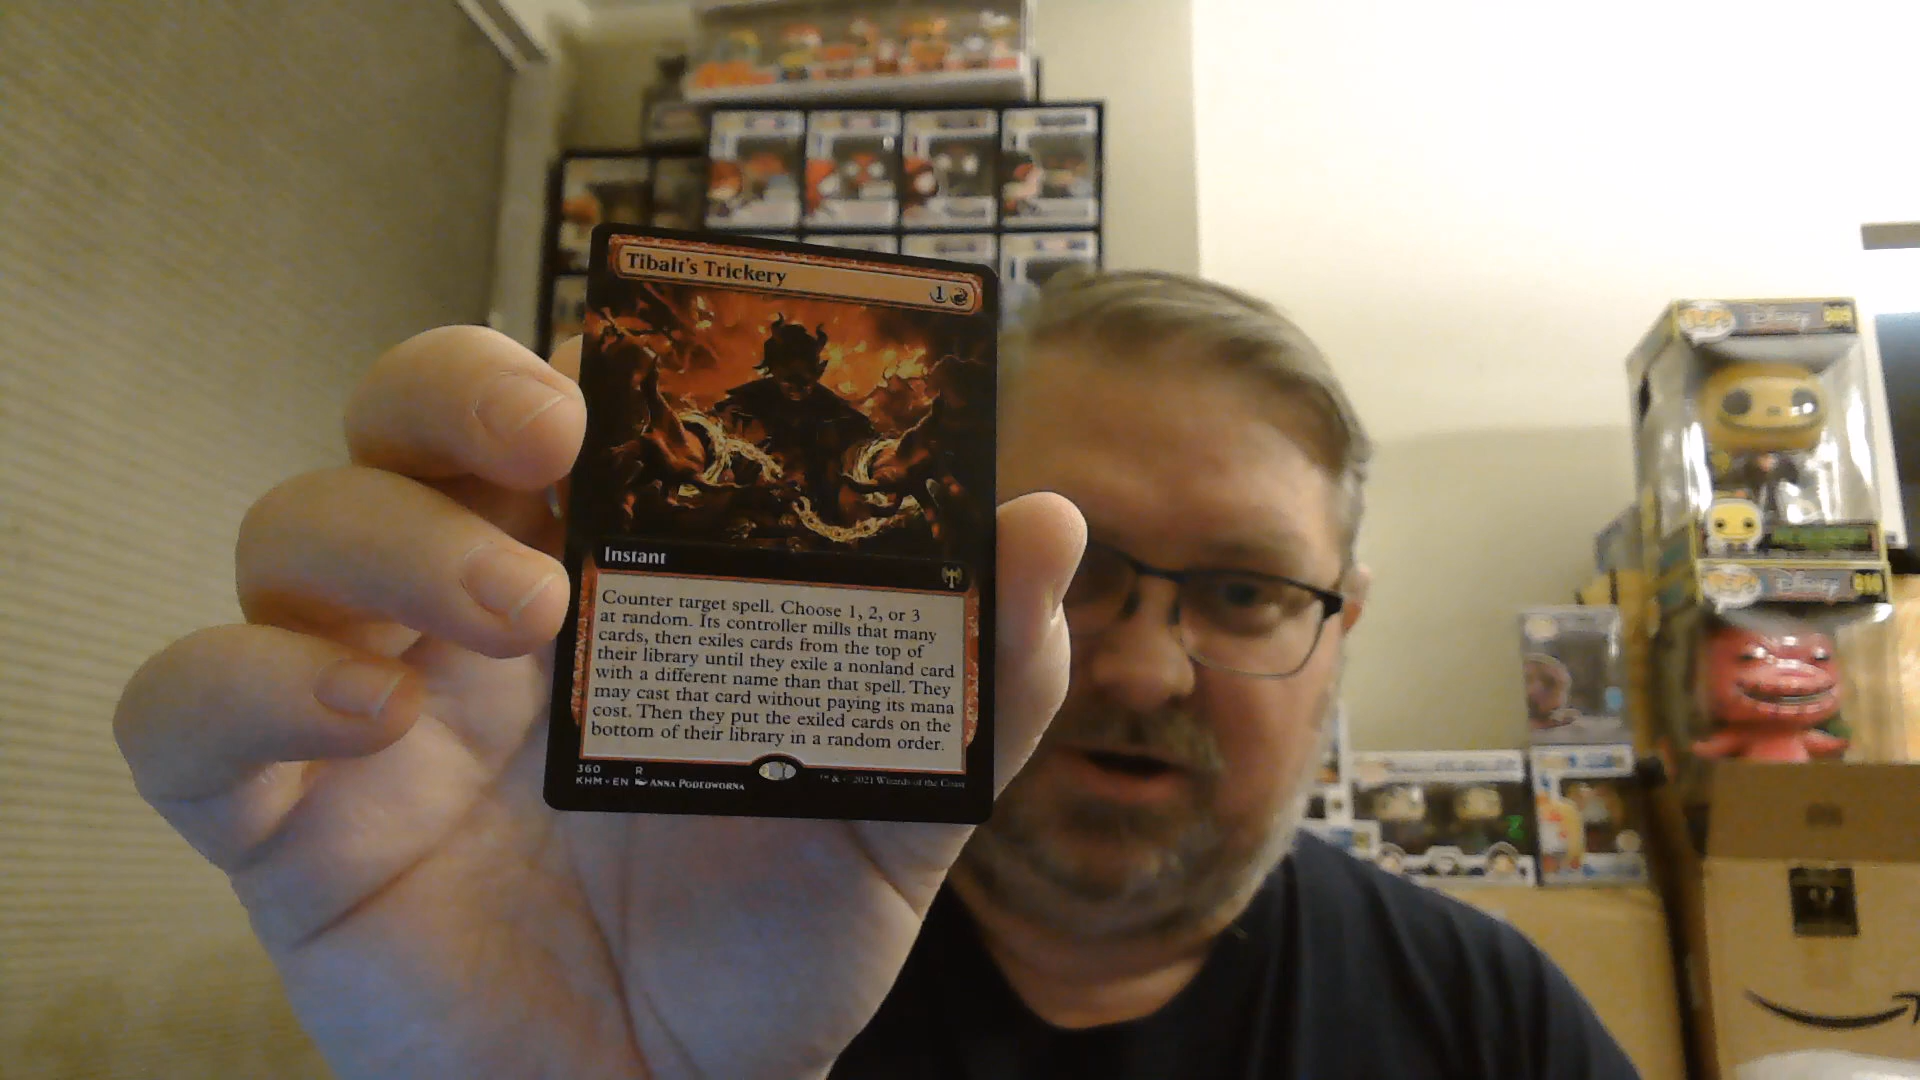 Tibalt's Trickery
1
Instant
Counter target spell. Choose 1, 2, or 3
at random. Its controller mills that many
cards, then exiles cards from the top of
their library until they exile a nonland card
with a different name than that spell. They
may cast that card without paying its mana
cost. Then they put the exiled cards on the
bottom of their library in a random order.
360 R
KHM • EN ANNA PODEDWORNA
™ & © 2021 Wizards of the Coast
POP! Disney
POP! Disney